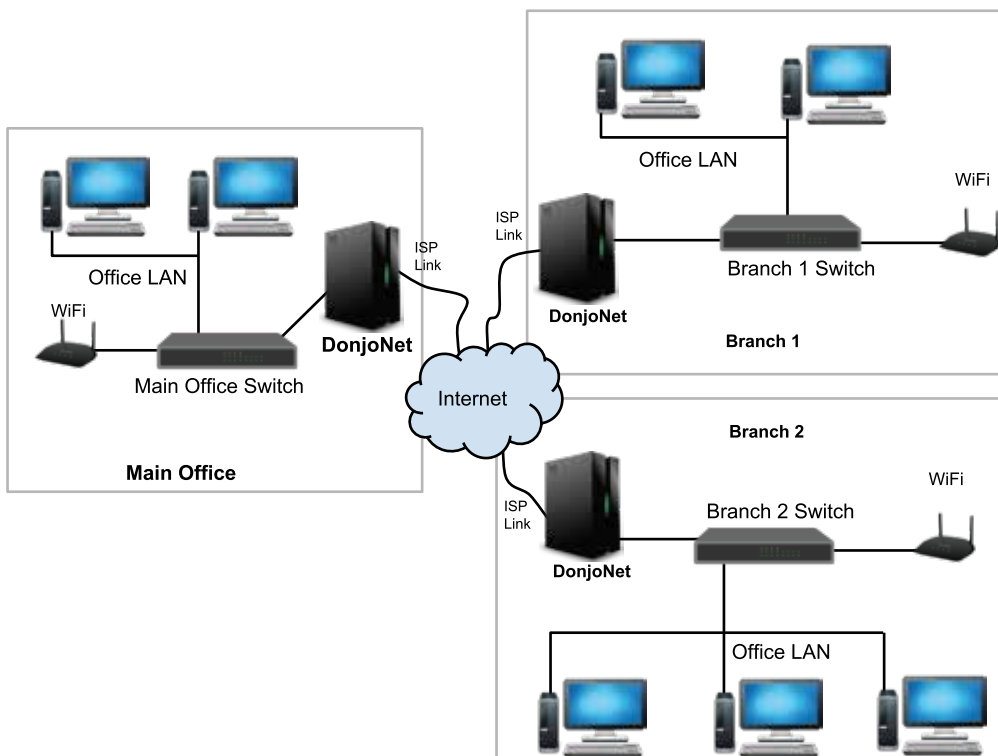 Office LAN
WiFi
Main Office Switch
DonjoNet
ISP
Link
Main Office
Internet
Office LAN
WiFi
ISP
Link
Branch 1 Switch
DonjoNet
Branch 1
Branch 2
WiFi
Branch 2 Switch
ISP
Link
DonjoNet
Office LAN